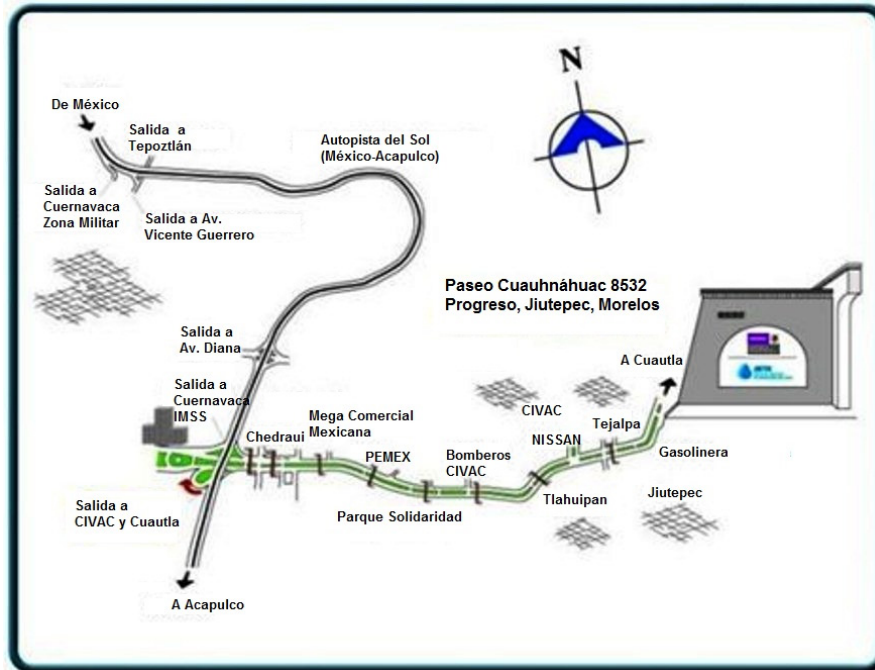 N
De México
Salida a
Tepoztlán
Autopista del Sol
(México-Acapulco)
Salida a
Cuernavaca
Zona Militar
Salida a Av.
Vicente Guerrero
Paseo Cuauhnáhuac 8532
Progreso, Jiutepec, Morelos
Salida a
Av. Diana
A Cuautla
Salida a
Cuernavaca
IMSS
Chedraui
Mega Comercial
Mexicana
CIVAC
Tejalpa
NISSAN
PEMEX
Bomberos
CIVAC
Gasolinera
Tlahuipan
Jiutepec
Salida a
CIVAC y Cuautla
Parque Solidaridad
A Acapulco